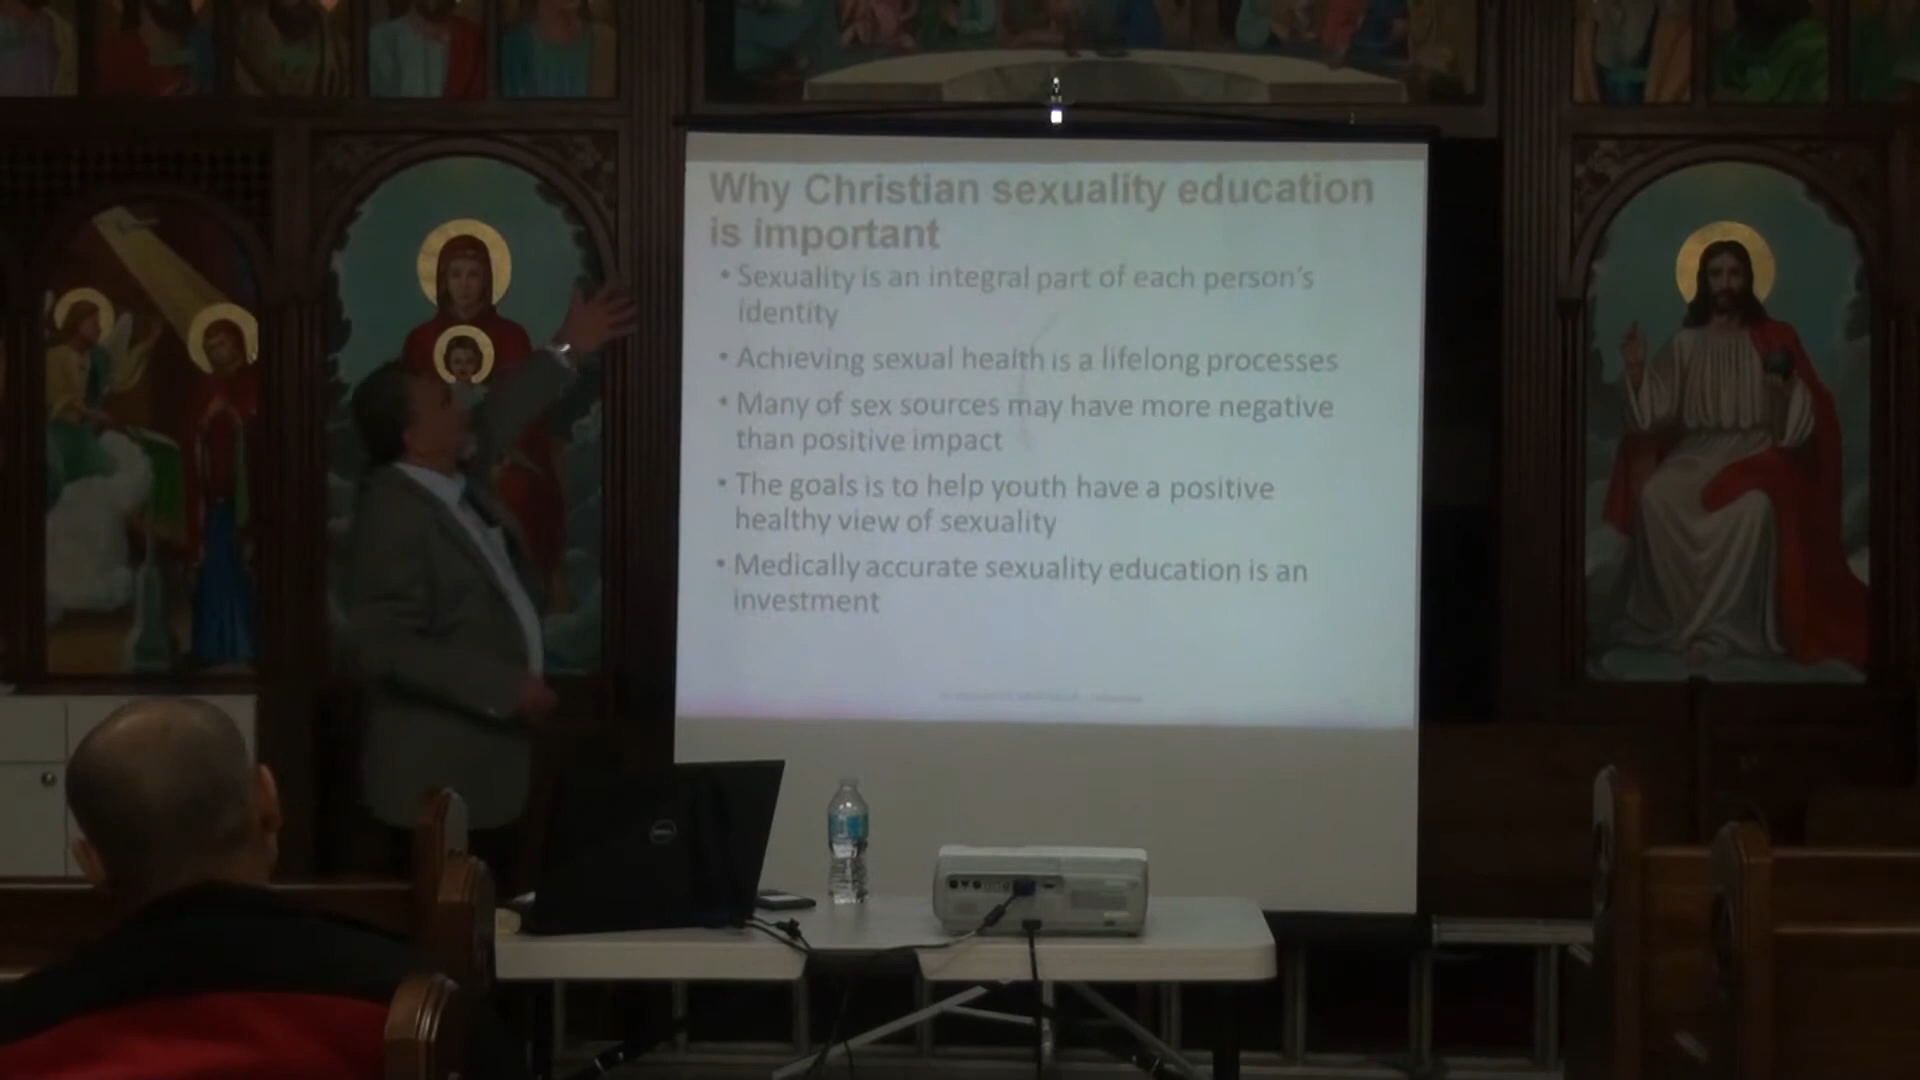 Why Christian sexuality education
is important
• Sexuality is an integral part of each person's
identity
• Achieving sexual health is a lifelong processes
• Many of sex sources may have more negative
than positive impact
• The goals is to help youth have a positive
healthy view of sexuality
• Medically accurate sexuality education is an
investment
DELL